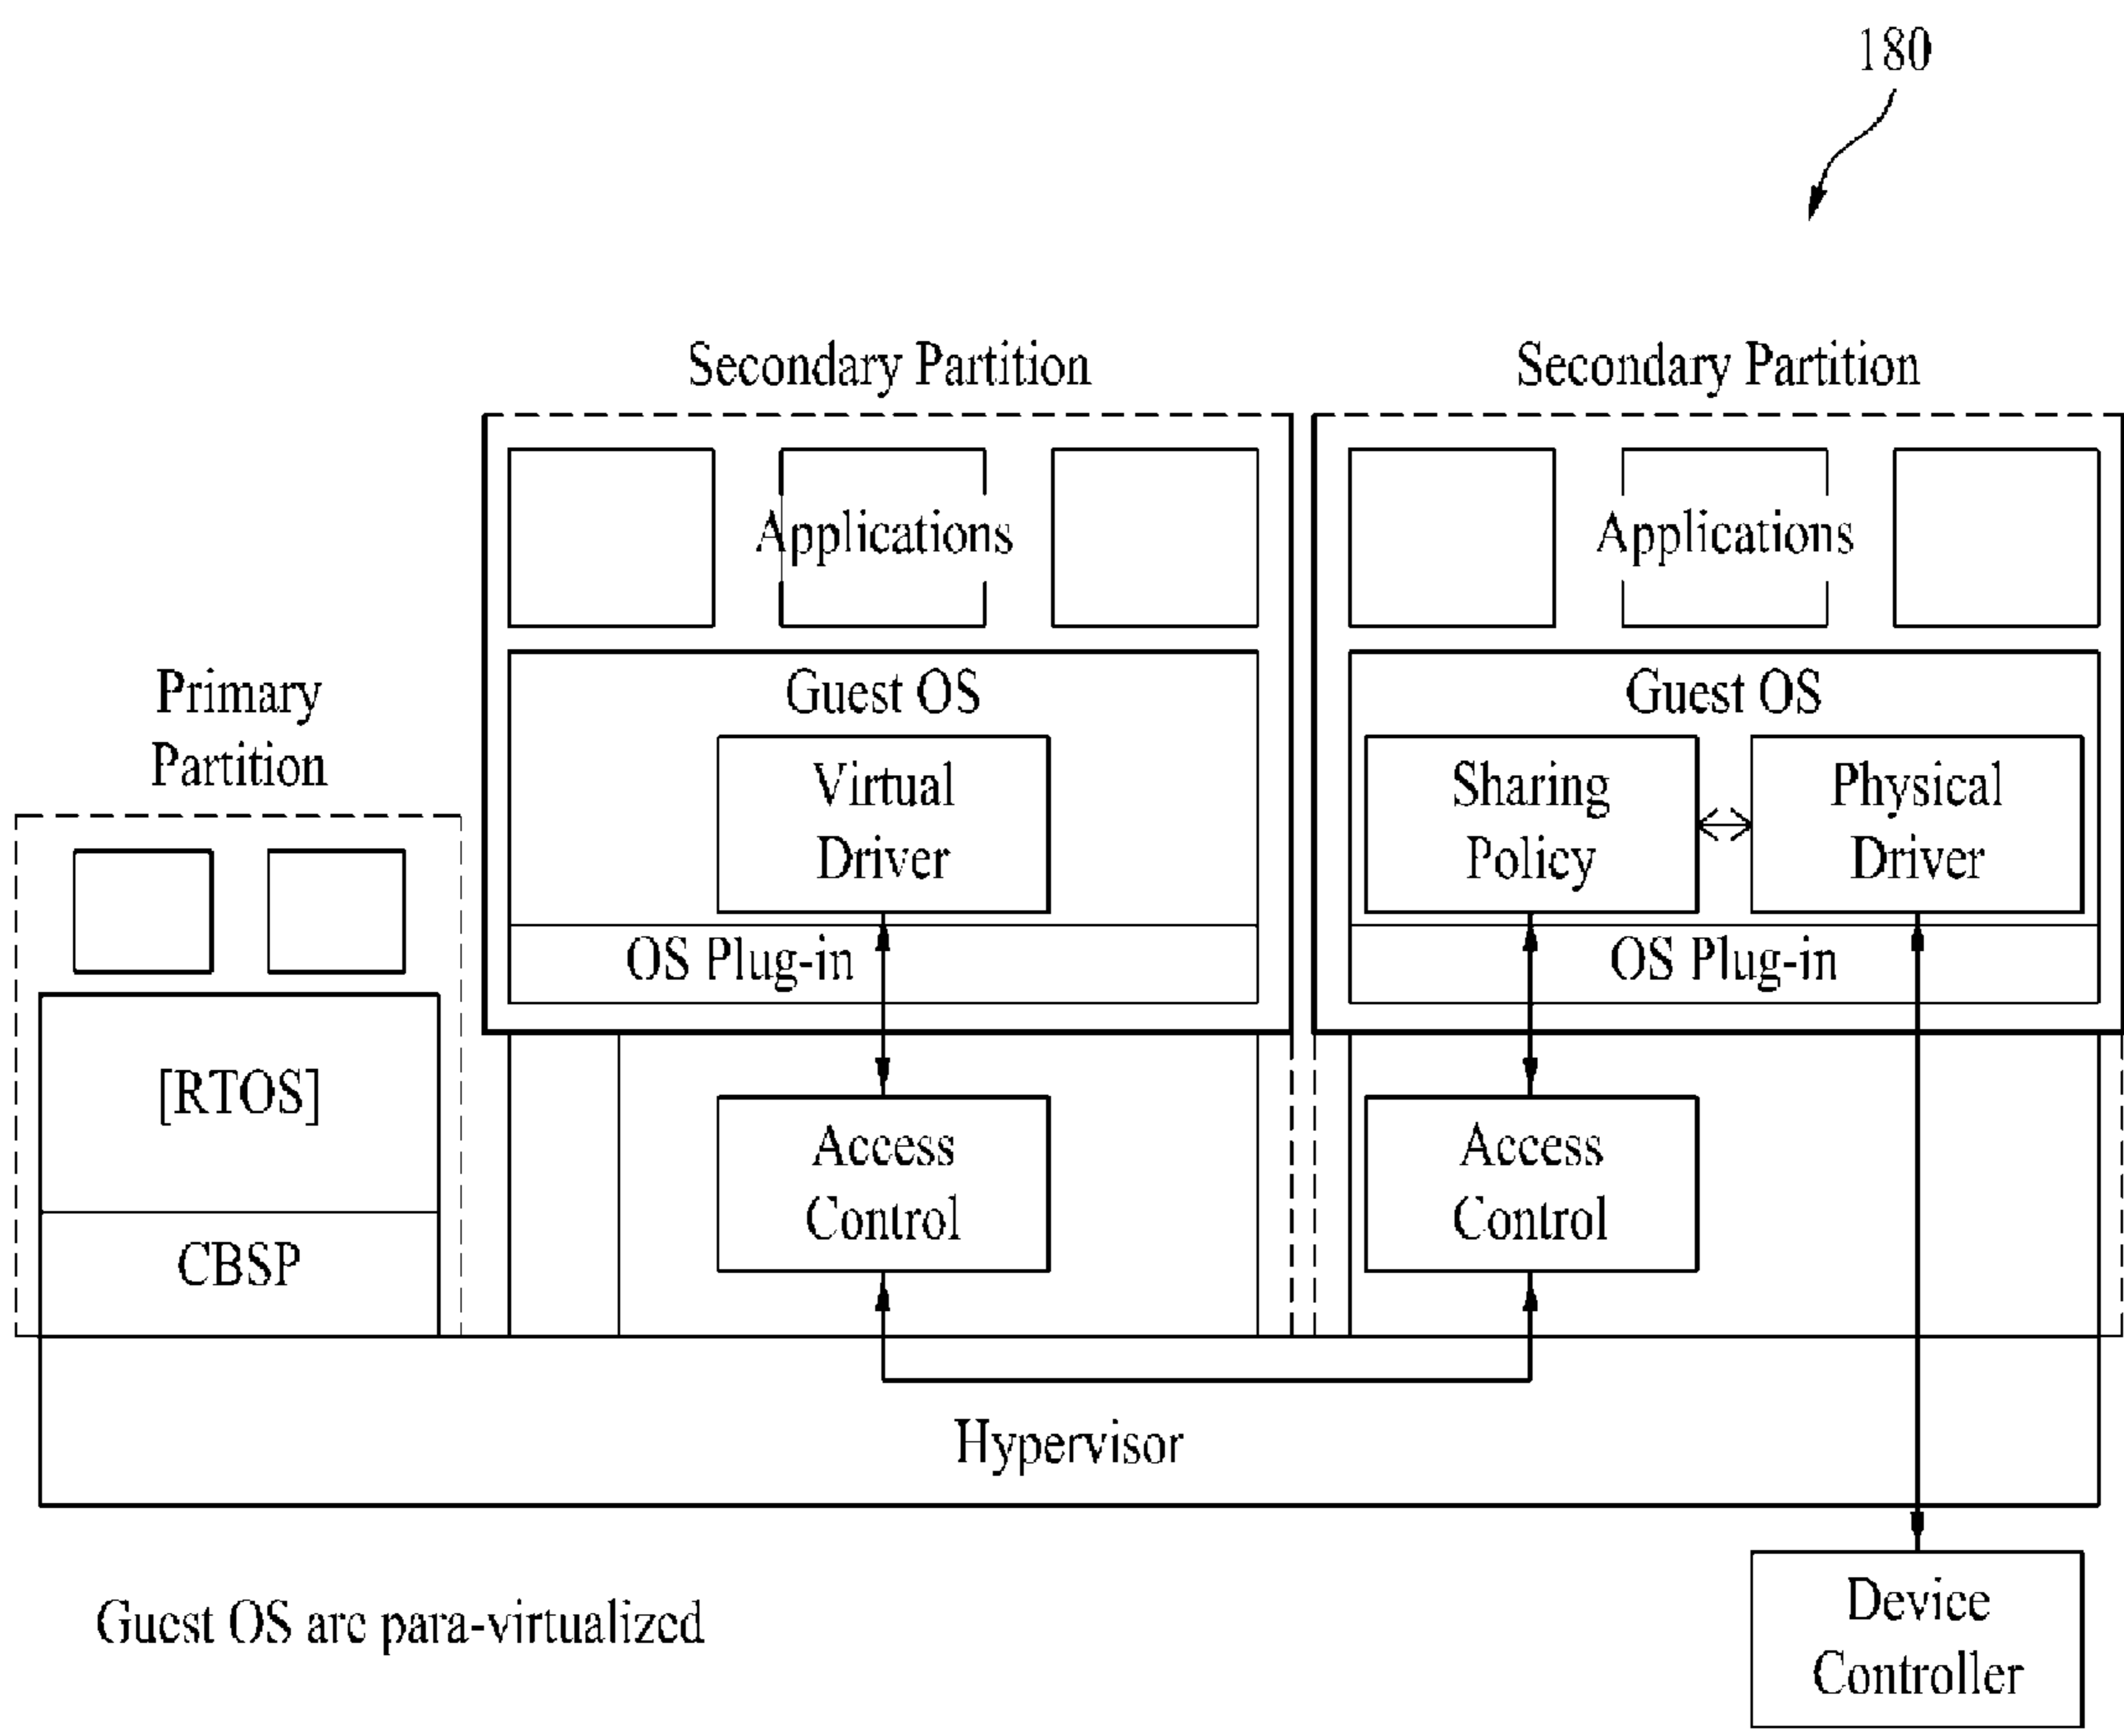 180
Secondary Partition
Secondary Partition
Applications
Applications
Primary
Partition
Guest OS
Guest OS
Virtual
Driver
Sharing
Policy
Physical
Driver
OS Plug-in
OS Plug-in
[RTOS]
CBSP
Access
Control
Access
Control
Hypervisor
Guest OS are para-virtualized
Device
Controller